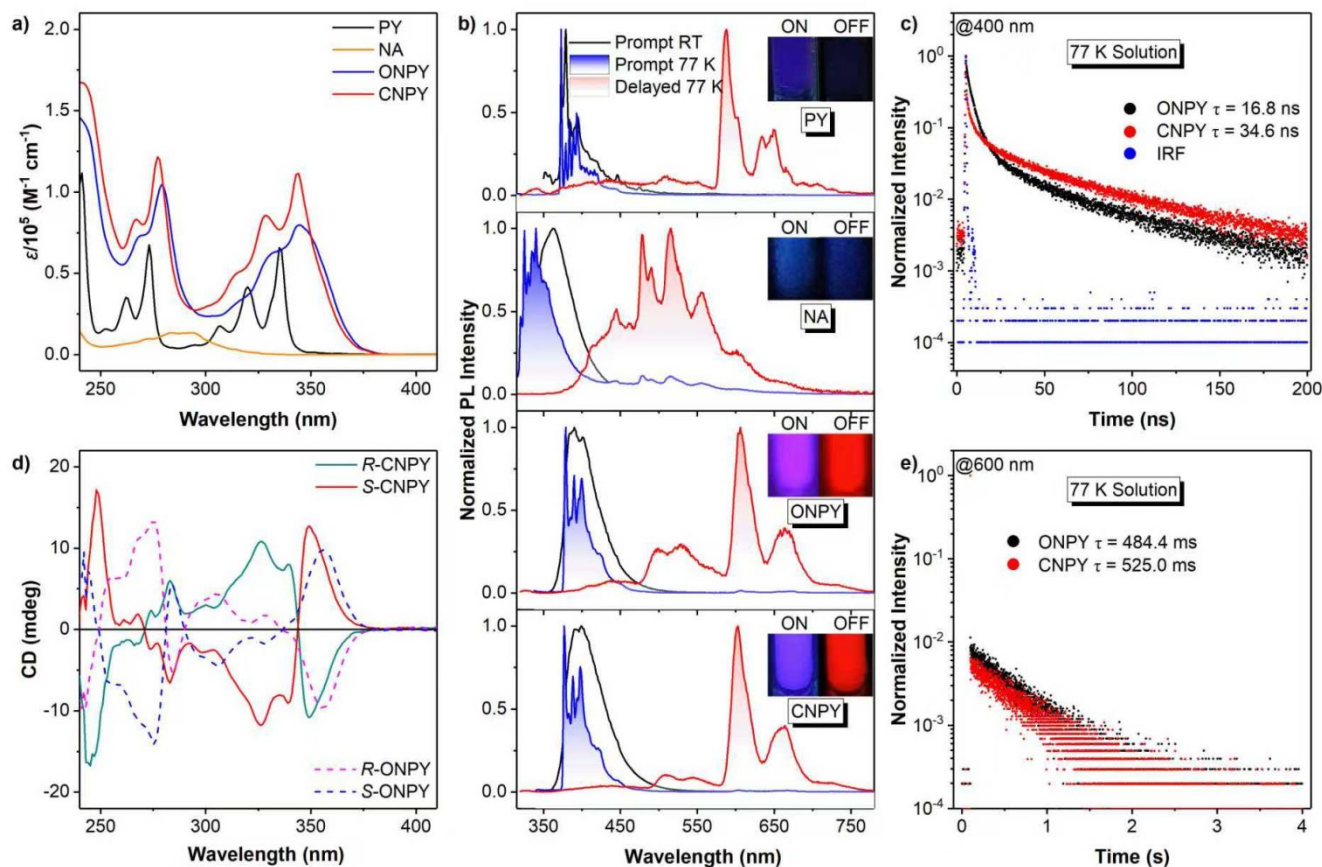 a)
2.0
1.5
1.0
0.5
0.0
ε/10⁵ (M⁻¹ cm⁻¹)
PY
NA
ONPY
CNPY
250 300 350 400
Wavelength (nm)
b)
Normalized PL Intensity
1.0
0.5
0.0
Prompt RT
Prompt 77 K
Delayed 77 K
ON OFF
PY
1.0
0.5
0.0
ON OFF
NA
1.0
0.5
0.0
ON OFF
ONPY
1.0
0.5
0.0
ON OFF
CNPY
350 450 550 650 750
Wavelength (nm)
c)
@400 nm
77 K Solution
ONPY τ = 16.8 ns
CNPY τ = 34.6 ns
IRF
Normalized Intensity
10⁰
10⁻¹
10⁻²
10⁻³
10⁻⁴
0 50 100 150 200
Time (ns)
d)
20
10
0
-10
-20
CD (mdeg)
R-CNPY
S-CNPY
R-ONPY
S-ONPY
250 300 350 400
Wavelength (nm)
e)
@600 nm
77 K Solution
ONPY τ = 484.4 ms
CNPY τ = 525.0 ms
Normalized Intensity
10⁰
10⁻¹
10⁻²
10⁻³
10⁻⁴
0 1 2 3 4
Time (s)